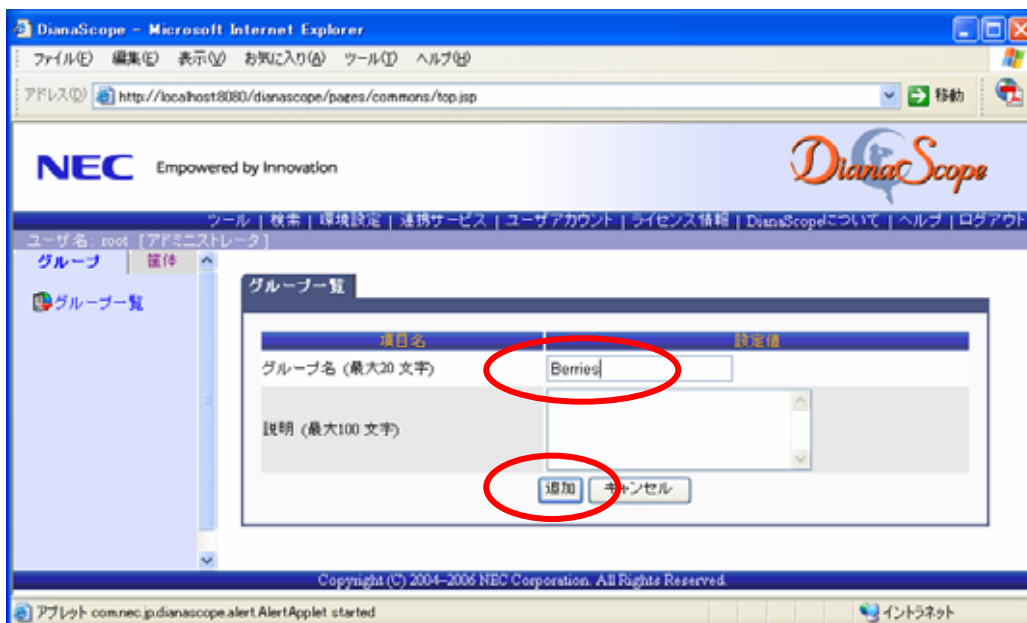 DianaScope - Microsoft Internet Explorer
ファイル(F) 編集(E) 表示(V) お気に入り(A) ツール(T) ヘルプ(H)
アドレス(D) http://localhost:8080/dianascope/pages/commons/top.jsp 移動
NEC Empowered by Innovation DianaScope
ツール | 検索 | 環境設定 | 連携サービス | ユーザアカウント | ライセンス情報 | DianaScopeについて | ヘルプ | ログアウト
ユーザ名 : root [アドミニストレータ]
グループ 筐体
グループ一覧
グループ一覧
項目名 設定値
グループ名 (最大20 文字) Berries
説明 (最大100 文字)
追加 キャンセル
Copyright (C) 2004-2006 NEC Corporation. All Rights Reserved.
アプレット com.nec.jp.dianascope.alert.AlertApplet started イントラネット